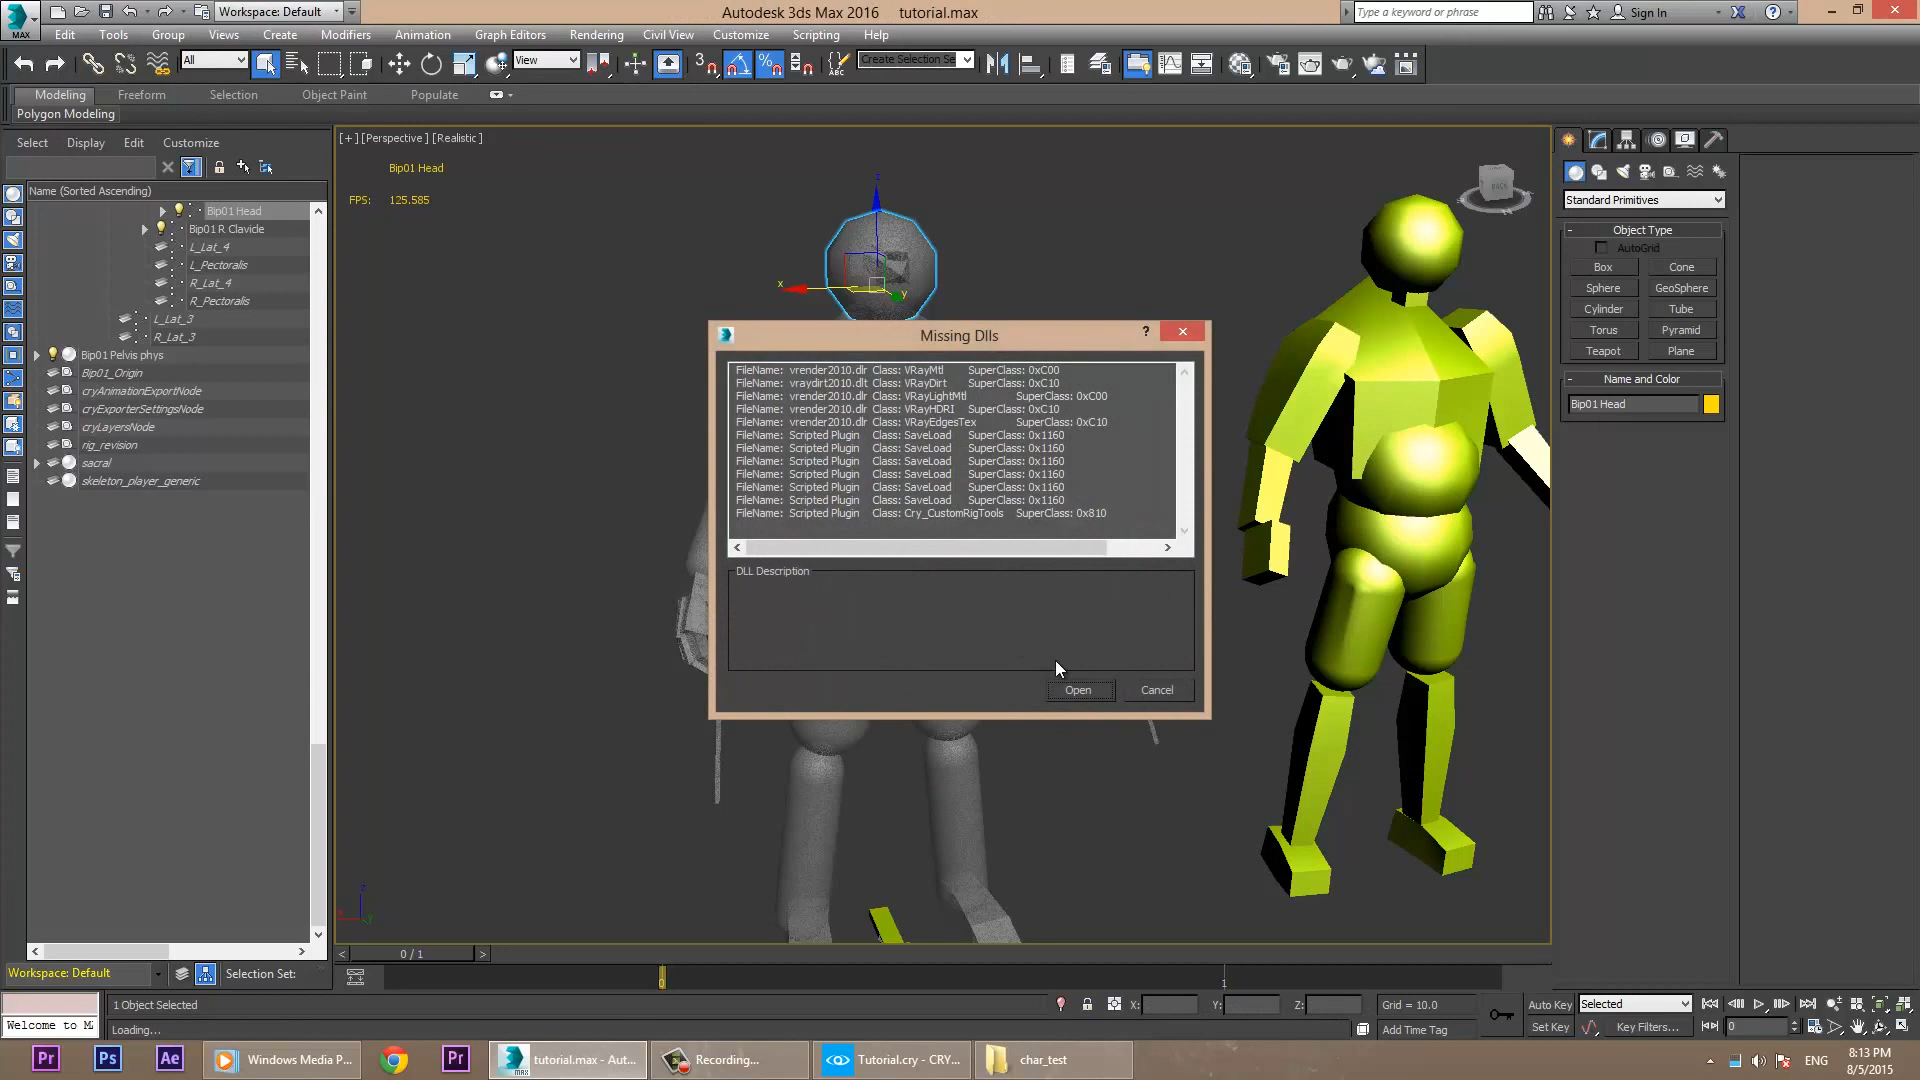 Workspace: Default
Autodesk 3ds Max 2016 tutorial.max
Type a keyword or phrase
Sign In
MAX
Edit Tools Group Views Create Modifiers Animation Graph Editors Rendering Civil View Customize Scripting Help
All
View
3
ABC
Create Selection Se
Modeling Freeform Selection Object Paint Populate
Polygon Modeling
Select Display Edit Customize
Name (Sorted Ascending)
Bip01 Head
Bip01 R Clavicle
L_Lat_4
L_Pectoralis
R_Lat_4
R_Pectoralis
L_Lat_3
R_Lat_3
Bip01 Pelvis phys
Bip01_Origin
cryAnimationExportNode
cryExporterSettingsNode
cryLayersNode
rig_revision
sacral
skeleton_player_generic
[+] [Perspective ] [Realistic ]
Bip01 Head
FPS: 125.585
z
x
y
BACK
Missing Dlls
?
FileName: vrender2010.dlr Class: VRayMtl SuperClass: 0xC00
FileName: vraydirt2010.dlt Class: VRayDirt SuperClass: 0xC10
FileName: vrender2010.dlr Class: VRayLightMtl SuperClass: 0xC00
FileName: vrender2010.dlr Class: VRayHDRI SuperClass: 0xC10
FileName: vrender2010.dlr Class: VRayEdgesTex SuperClass: 0xC10
FileName: Scripted Plugin Class: SaveLoad SuperClass: 0x1160
FileName: Scripted Plugin Class: SaveLoad SuperClass: 0x1160
FileName: Scripted Plugin Class: SaveLoad SuperClass: 0x1160
FileName: Scripted Plugin Class: SaveLoad SuperClass: 0x1160
FileName: Scripted Plugin Class: SaveLoad SuperClass: 0x1160
FileName: Scripted Plugin Class: SaveLoad SuperClass: 0x1160
FileName: Scripted Plugin Class: Cry_CustomRigTools SuperClass: 0x810
DLL Description
Open Cancel
Standard Primitives
- Object Type
AutoGrid
Box Cone
Sphere GeoSphere
Cylinder Tube
Torus Pyramid
Teapot Plane
- Name and Color
Bip01 Head
z
x
y
< 0 / 1 >
Workspace: Default
Selection Set:
0
1
1 Object Selected
X: Y: Z:
Grid = 10.0
Auto Key
Selected
Welcome to M
Loading...
Add Time Tag
Set Key
Key Filters...
0
Pr
Ps
Ae
Windows Media P...
Pr
MAX
tutorial.max - Aut...
Recording...
Tutorial.cry - CRY...
char_test
ENG
8:13 PM
8/5/2015